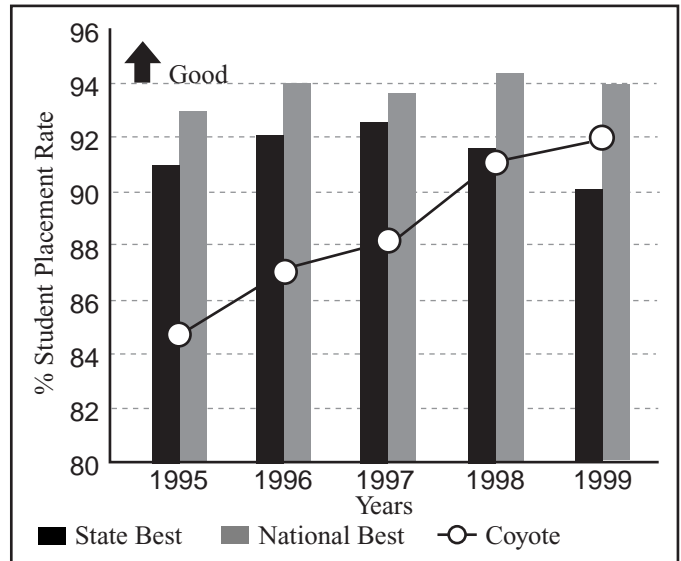 96
Good
94
92
90
88
86
84
82
80
% Student Placement Rate
1995 1996 1997 1998 1999
Years
State Best National Best Coyote